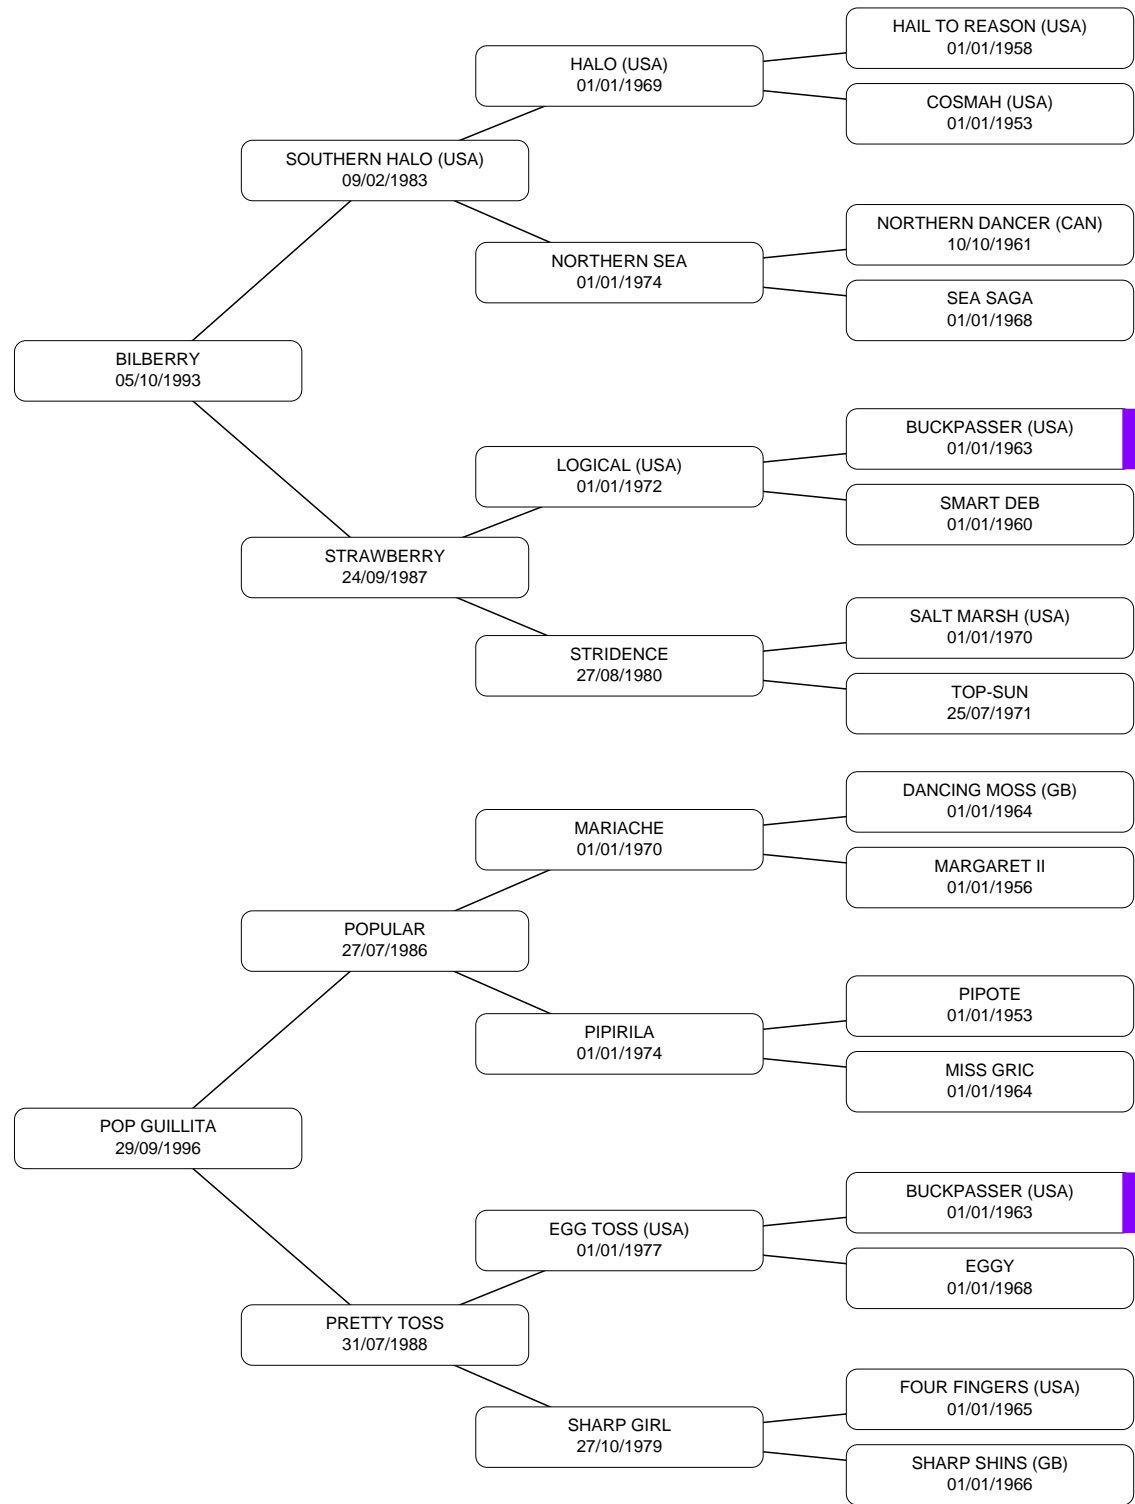 HAIL TO REASON (USA)
01/01/1958
HALO (USA)
01/01/1969
COSMAH (USA)
01/01/1953
SOUTHERN HALO (USA)
09/02/1983
NORTHERN DANCER (CAN)
10/10/1961
NORTHERN SEA
01/01/1974
SEA SAGA
01/01/1968
BILBERRY
05/10/1993
BUCKPASSER (USA)
01/01/1963
LOGICAL (USA)
01/01/1972
SMART DEB
01/01/1960
STRAWBERRY
24/09/1987
SALT MARSH (USA)
01/01/1970
STRIDENCE
27/08/1980
TOP-SUN
25/07/1971
DANCING MOSS (GB)
01/01/1964
MARIACHE
01/01/1970
MARGARET II
01/01/1956
POPULAR
27/07/1986
PIPOTE
01/01/1953
PIPIRILA
01/01/1974
MISS GRIC
01/01/1964
POP GUILLITA
29/09/1996
BUCKPASSER (USA)
01/01/1963
EGG TOSS (USA)
01/01/1977
EGGY
01/01/1968
PRETTY TOSS
31/07/1988
FOUR FINGERS (USA)
01/01/1965
SHARP GIRL
27/10/1979
SHARP SHINS (GB)
01/01/1966